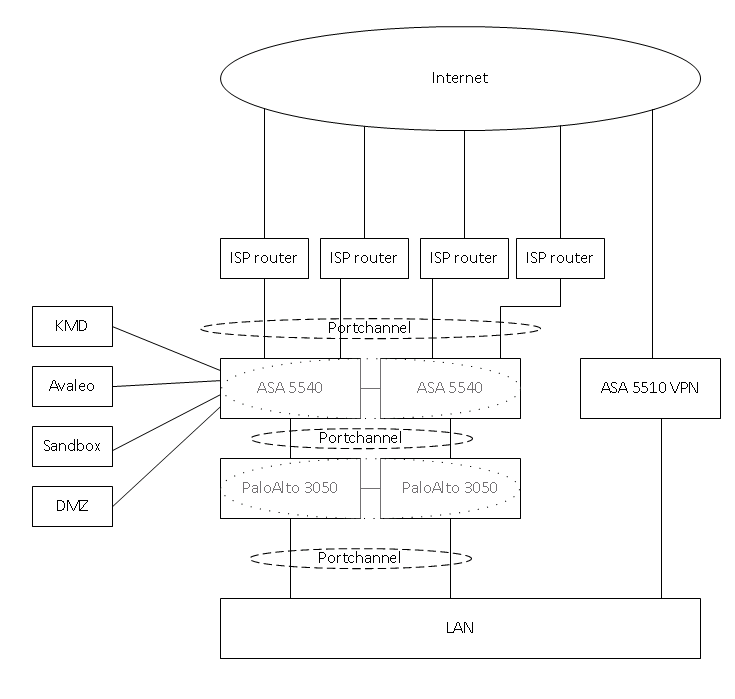 Internet
ISP router
ISP router
ISP router
ISP router
KMD
Portchannel
Avaleo
ASA 5540
ASA 5540
ASA 5510 VPN
Sandbox
Portchannel
PaloAlto 3050
PaloAlto 3050
DMZ
Portchannel
LAN